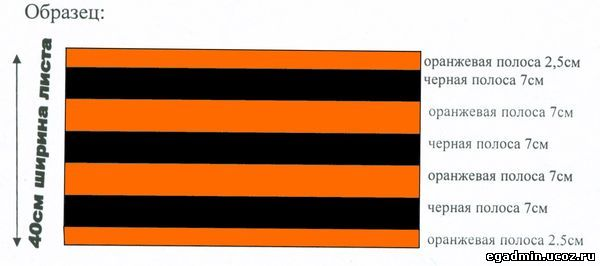 Образец:
40см ширина листа
оранжевая полоса 2,5см
черная полоса 7см
оранжевая полоса 7см
черная полоса 7см
оранжевая полоса 7см
черная полоса 7см
оранжевая полоса 2,5см
egadmin.ucoz.ru